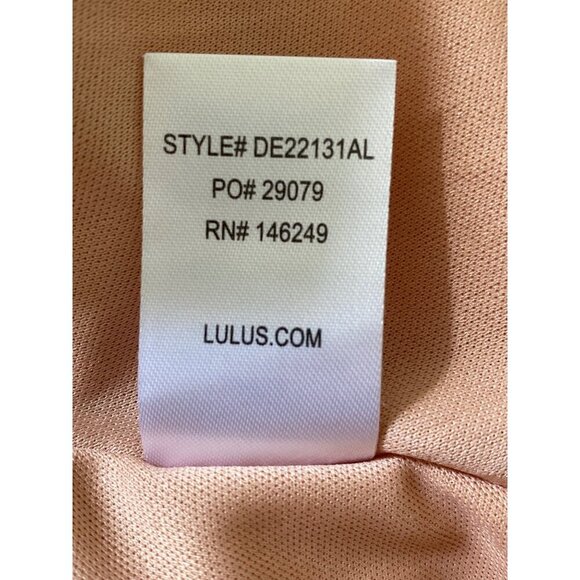 STYLE# DE22131AL
PO# 29079
RN# 146249
LULUS.COM